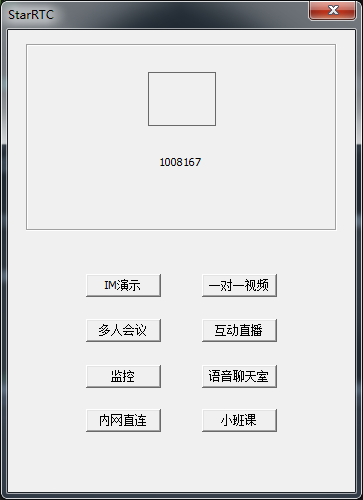 StarRTC
1008167
IM演示
一对一视频
多人会议
互动直播
监控
语音聊天室
内网直连
小班课